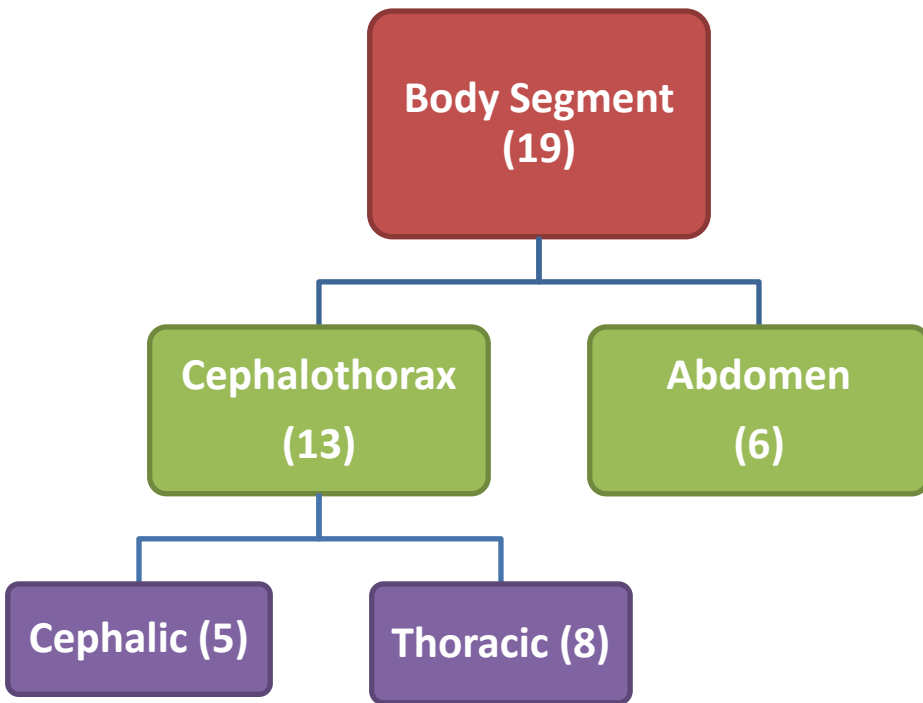 Body Segment
(19)
Cephalothorax
(13)
Abdomen
(6)
Cephalic (5)
Thoracic (8)